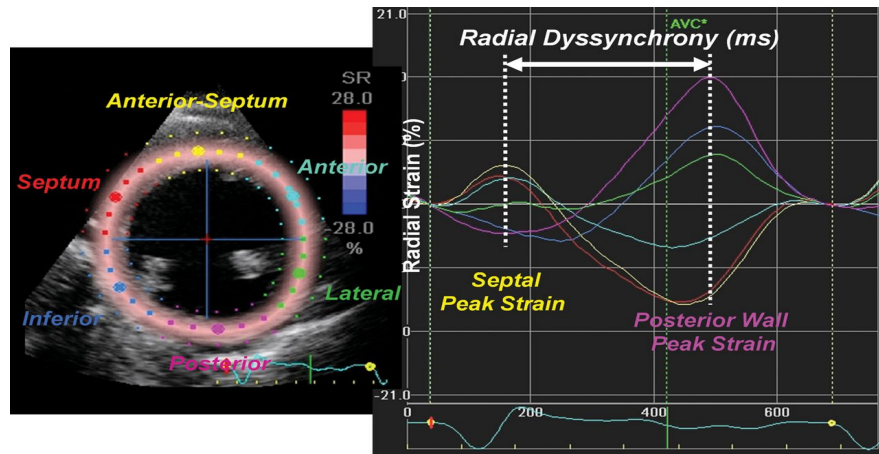 SR
28.0
-28.0
%
Anterior-Septum
Septum
Anterior
Inferior
Lateral
Posterior
21.0
AVC*
Radial Dyssynchrony (ms)
Radial Strain (%)
Septal
Peak Strain
Posterior Wall
Peak Strain
-21.0
0
200
400
600